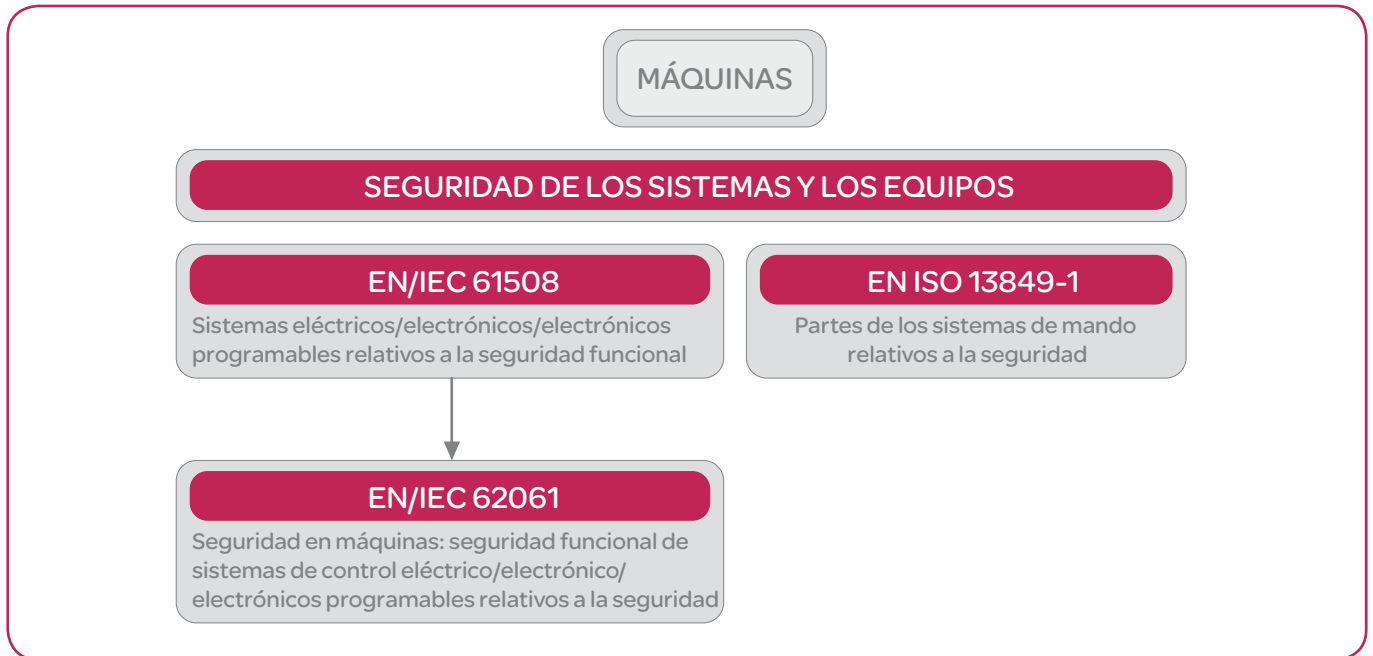 MÁQUINAS
SEGURIDAD DE LOS SISTEMAS Y LOS EQUIPOS
EN/IEC 61508
Sistemas eléctricos/electrónicos/electrónicos
programables relativos a la seguridad funcional
EN ISO 13849-1
Partes de los sistemas de mando
relativos a la seguridad
EN/IEC 62061
Seguridad en máquinas: seguridad funcional de
sistemas de control eléctrico/electrónico/
electrónicos programables relativos a la seguridad